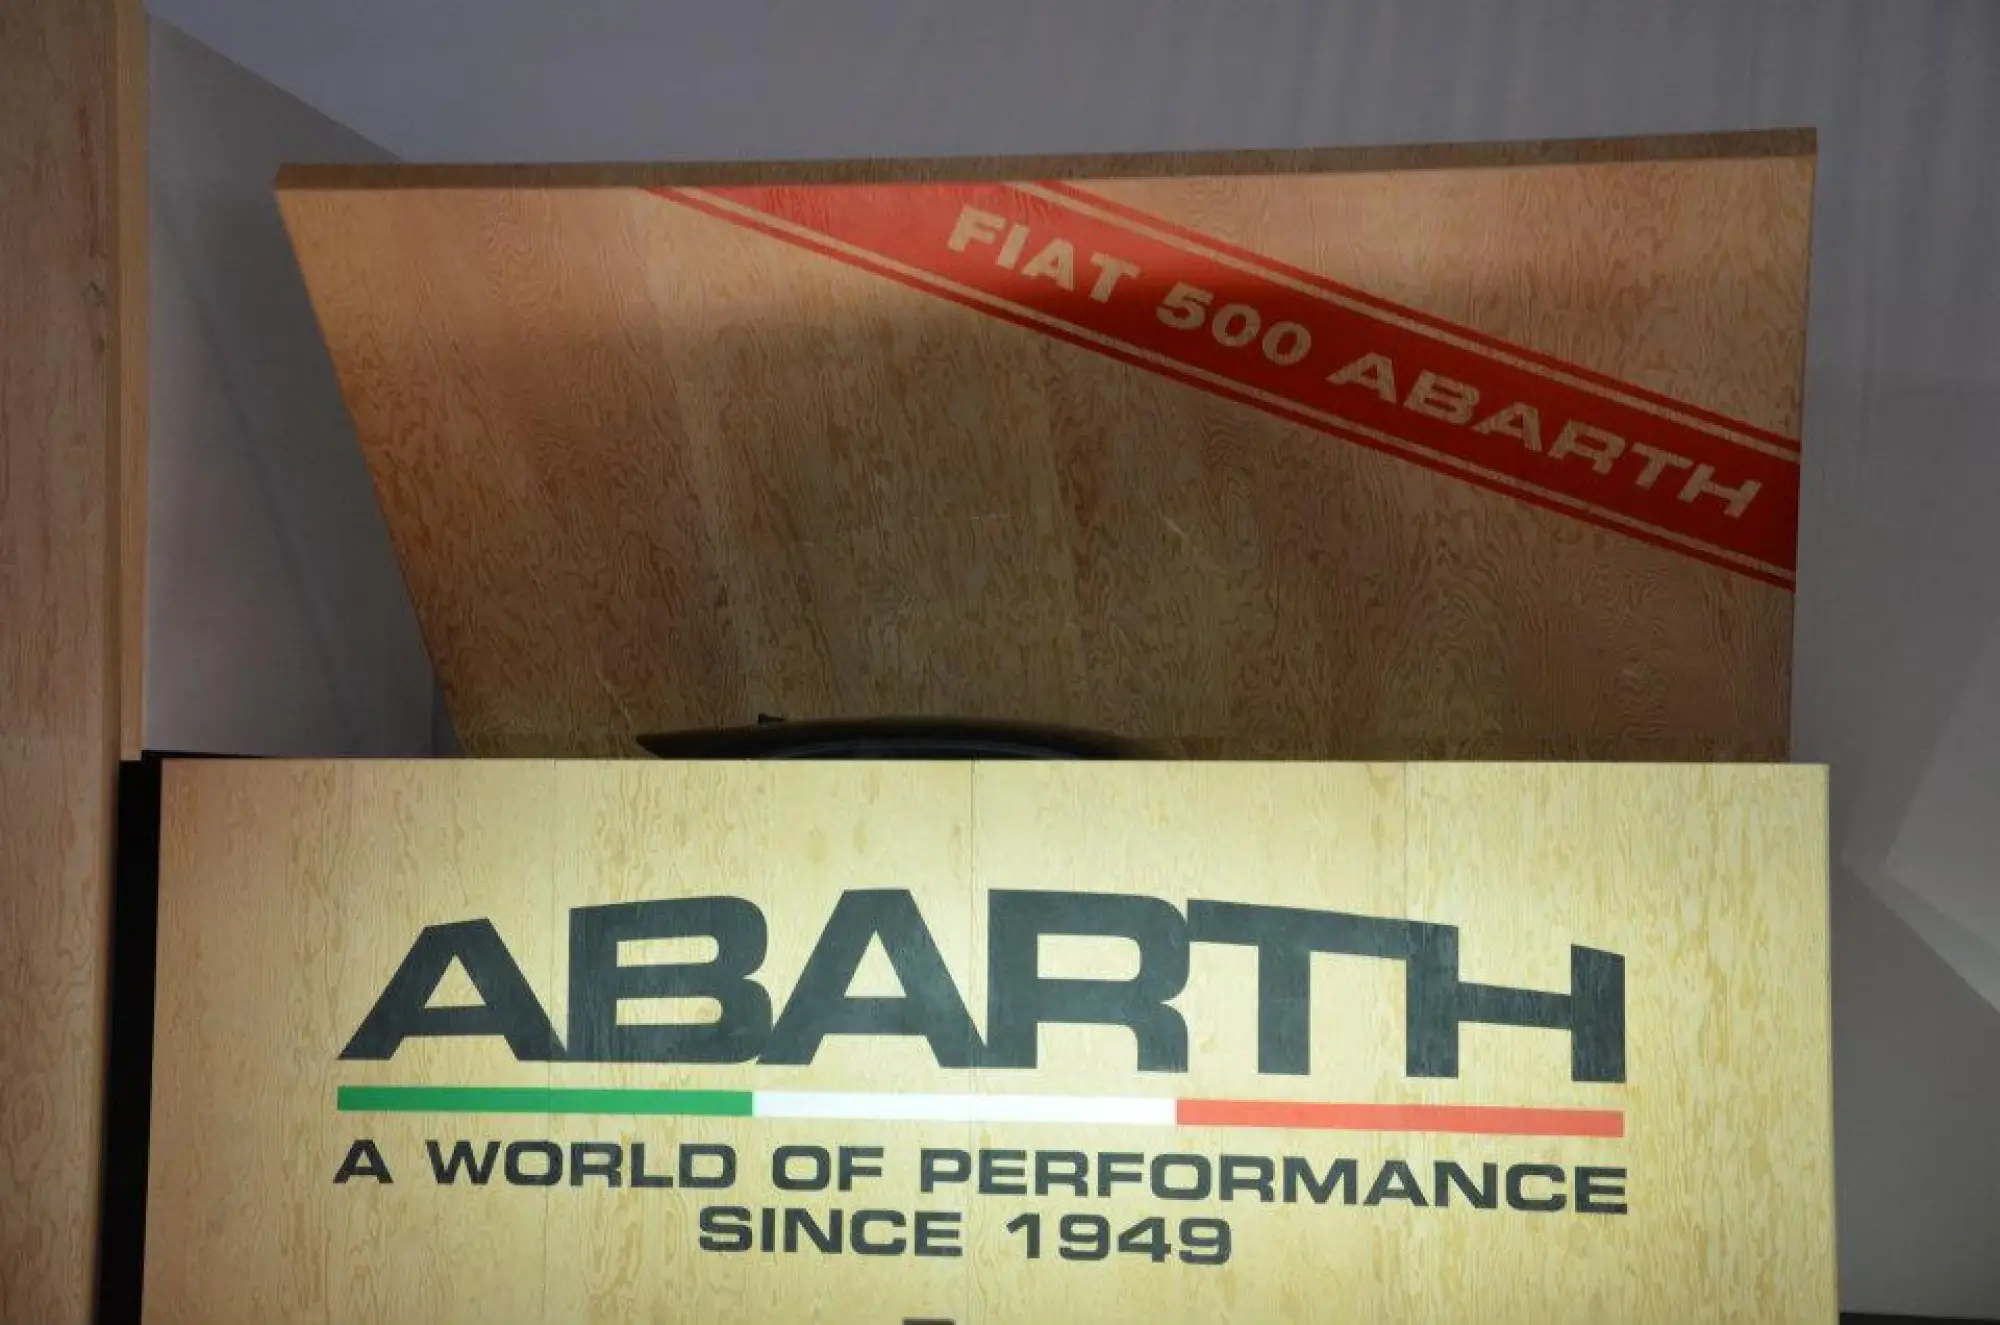 FIAT 500 ABARTH
ABARTH
A WORLD OF PERFORMANCE
SINCE 1949